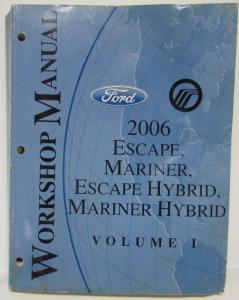 WORKSHOP MANUAL
Ford
2006
ESCAPE,
MARINER,
ESCAPE HYBRID,
MARINER HYBRID
VOLUME 1